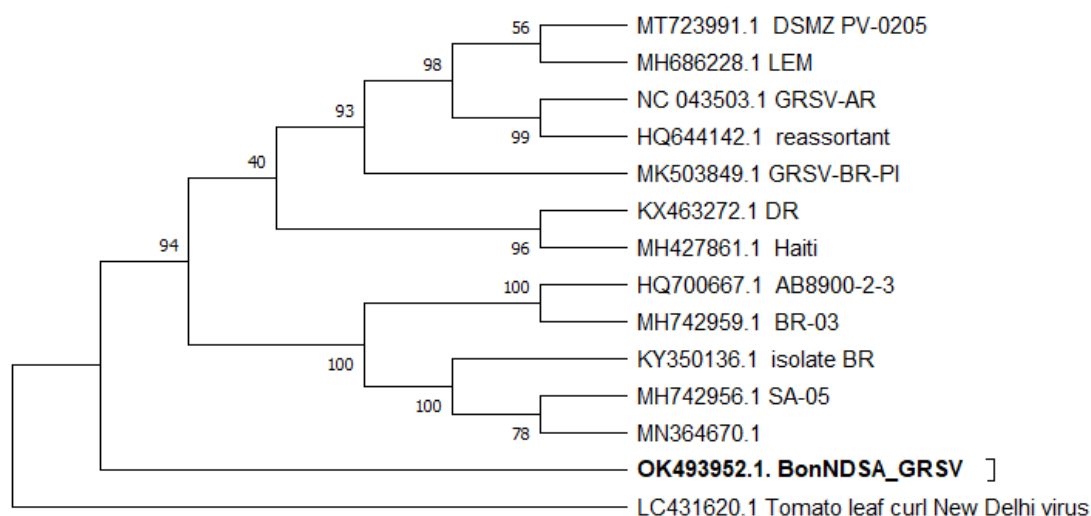 56
MT723991.1 DSMZ PV-0205
MH686228.1 LEM
98
NC 043503.1 GRSV-AR
93
99
HQ644142.1 reassortant
40
MK503849.1 GRSV-BR-PI
KX463272.1 DR
94
96
MH427861.1 Haiti
100
HQ700667.1 AB8900-2-3
MH742959.1 BR-03
100
KY350136.1 isolate BR
100
MH742956.1 SA-05
78
MN364670.1
OK493952.1. BonNDSA_GRSV ]
LC431620.1 Tomato leaf curl New Delhi virus